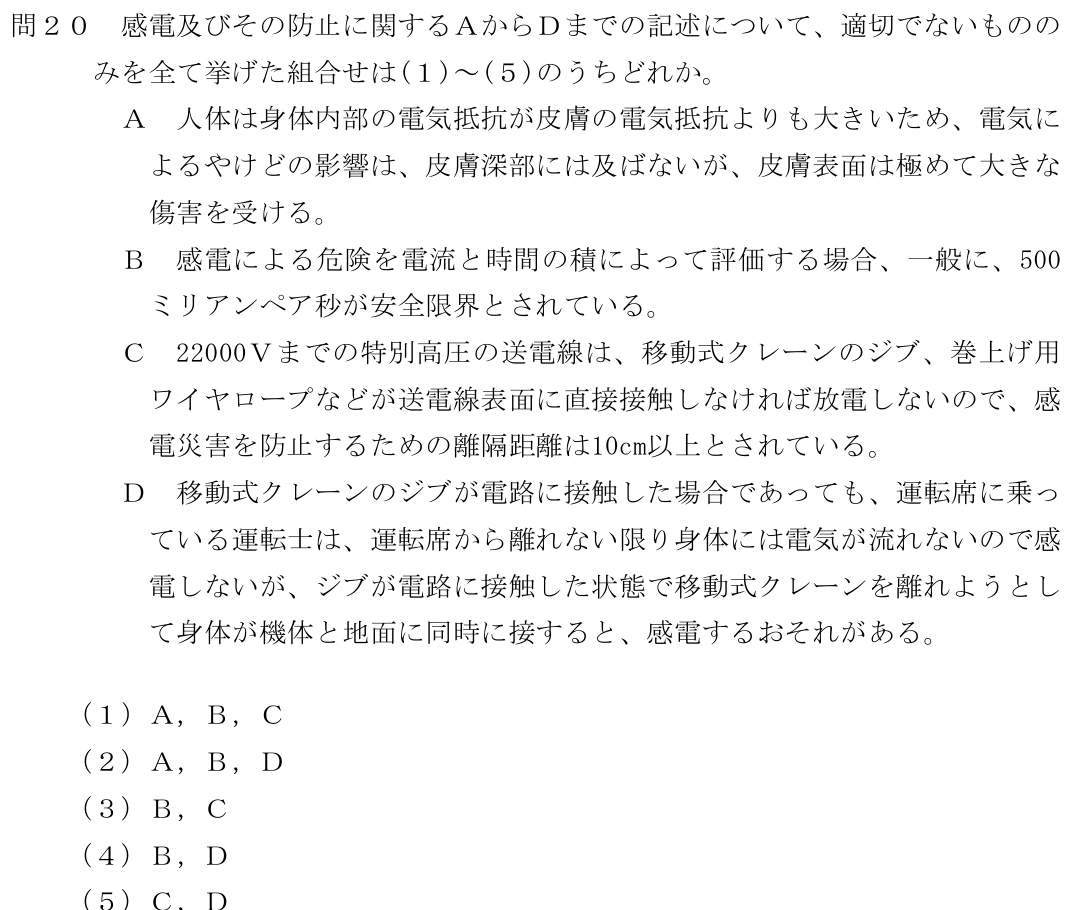 問２０　感電及びその防止に関するＡからＤまでの記述について、適切でないものの
みを全て挙げた組合せは(１)～(５)のうちどれか。
Ａ　人体は身体内部の電気抵抗が皮膚の電気抵抗よりも大きいため、電気に
よるやけどの影響は、皮膚深部には及ばないが、皮膚表面は極めて大きな
傷害を受ける。
Ｂ　感電による危険を電流と時間の積によって評価する場合、一般に、500
ミリアンペア秒が安全限界とされている。
Ｃ　22000Ｖまでの特別高圧の送電線は、移動式クレーンのジブ、巻上げ用
ワイヤロープなどが送電線表面に直接接触しなければ放電しないので、感
電災害を防止するための離隔距離は10cm以上とされている。
Ｄ　移動式クレーンのジブが電路に接触した場合であっても、運転席に乗っ
ている運転士は、運転席から離れない限り身体には電気が流れないので感
電しないが、ジブが電路に接触した状態で移動式クレーンを離れようとし
て身体が機体と地面に同時に接すると、感電するおそれがある。
(１) Ａ，Ｂ，Ｃ
(２) Ａ，Ｂ，Ｄ
(３) Ｂ，Ｃ
(４) Ｂ，Ｄ
(５) Ｃ，Ｄ